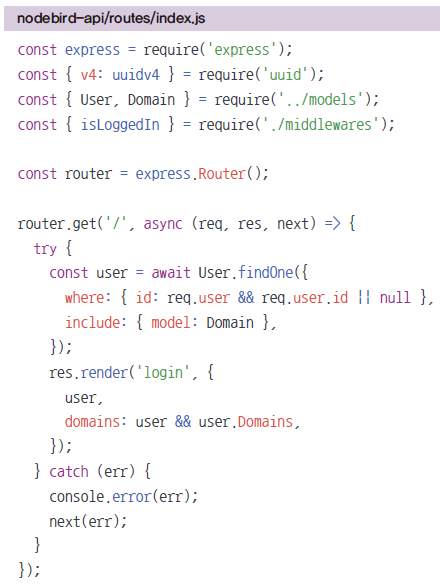 nodebird-api/routes/index.js
const express = require('express');
const { v4: uuidv4 } = require('uuid');
const { User, Domain } = require('../models');
const { isLoggedIn } = require('./middlewares');

const router = express.Router();

router.get('/', async (req, res, next) => {
  try {
    const user = await User.findOne({
      where: { id: req.user && req.user.id || null },
      include: { model: Domain },
    });
    res.render('login', {
      user,
      domains: user && user.Domains,
    });
  } catch (err) {
    console.error(err);
    next(err);
  }
});